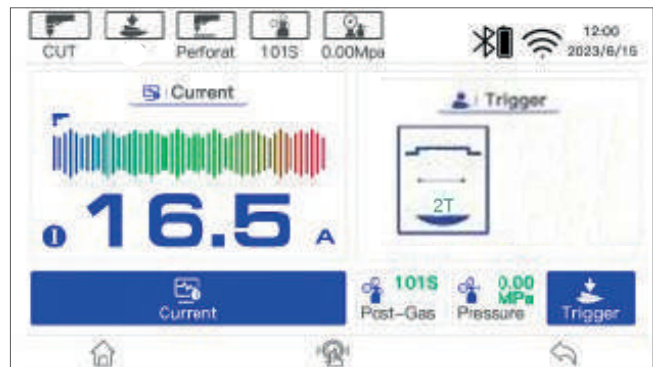 CUT Perforat 101S 0.00Mpa
12:00
2023/6/15
Current
Trigger
16.5 A
2T
Current
101S
Post-Gas
0.00
MPa
Pressure
Trigger